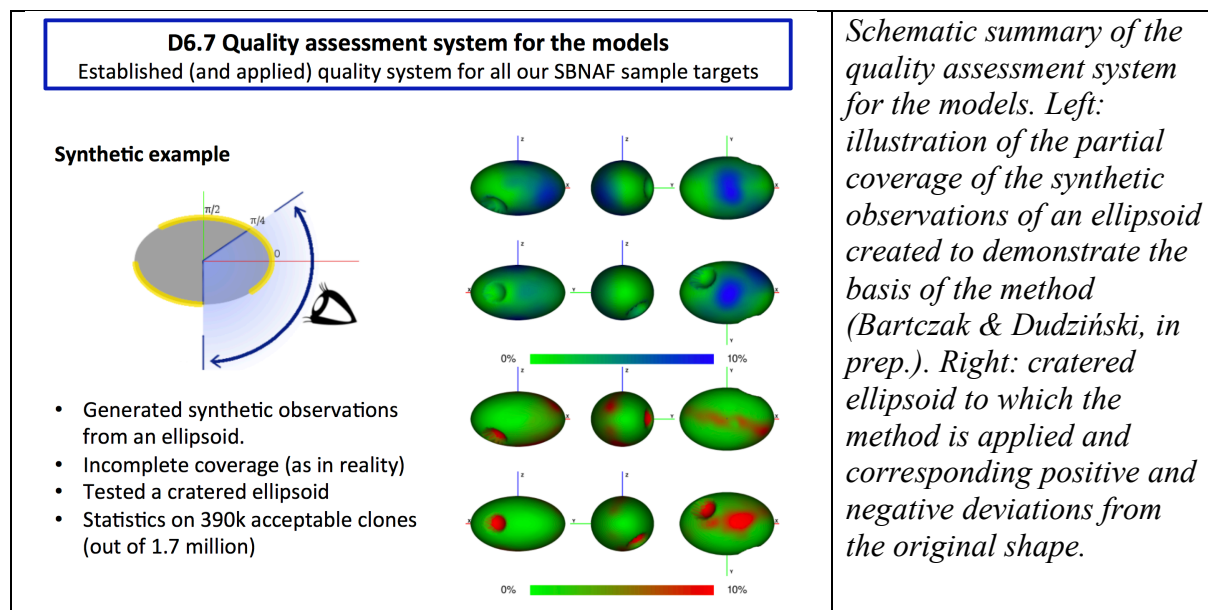 D6.7 Quality assessment system for the models
Established (and applied) quality system for all our SBNAF sample targets
Synthetic example
π/2
π/4
0
• Generated synthetic observations
from an ellipsoid.
• Incomplete coverage (as in reality)
• Tested a cratered ellipsoid
• Statistics on 390k acceptable clones
(out of 1.7 million)
Z Z Y
X Y X
Z Z
X Y X
Y
0% 10%
Z Z Y
X Y X
Z Z
X Y X
Y
0% 10%
Schematic summary of the
quality assessment system
for the models. Left:
illustration of the partial
coverage of the synthetic
observations of an ellipsoid
created to demonstrate the
basis of the method
(Bartczak & Dudziński, in
prep.). Right: cratered
ellipsoid to which the
method is applied and
corresponding positive and
negative deviations from
the original shape.